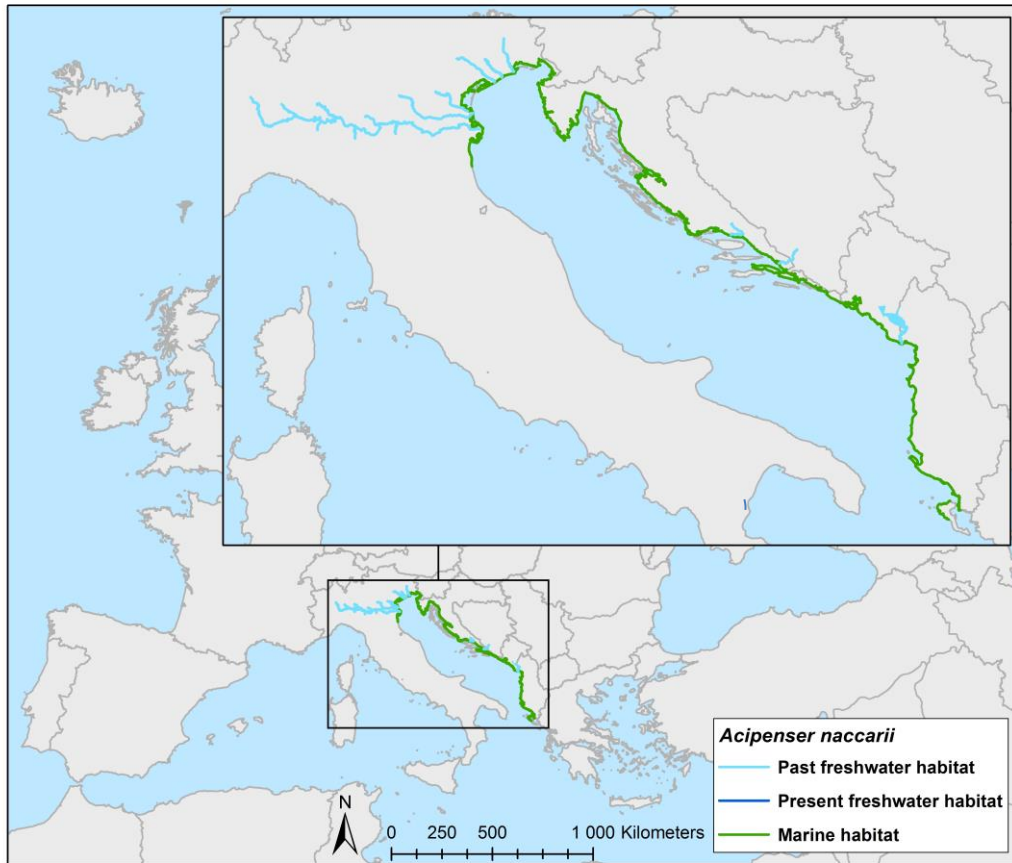 Acipenser naccarii
Past freshwater habitat
Present freshwater habitat
Marine habitat
N
0 250 500 1 000 Kilometers